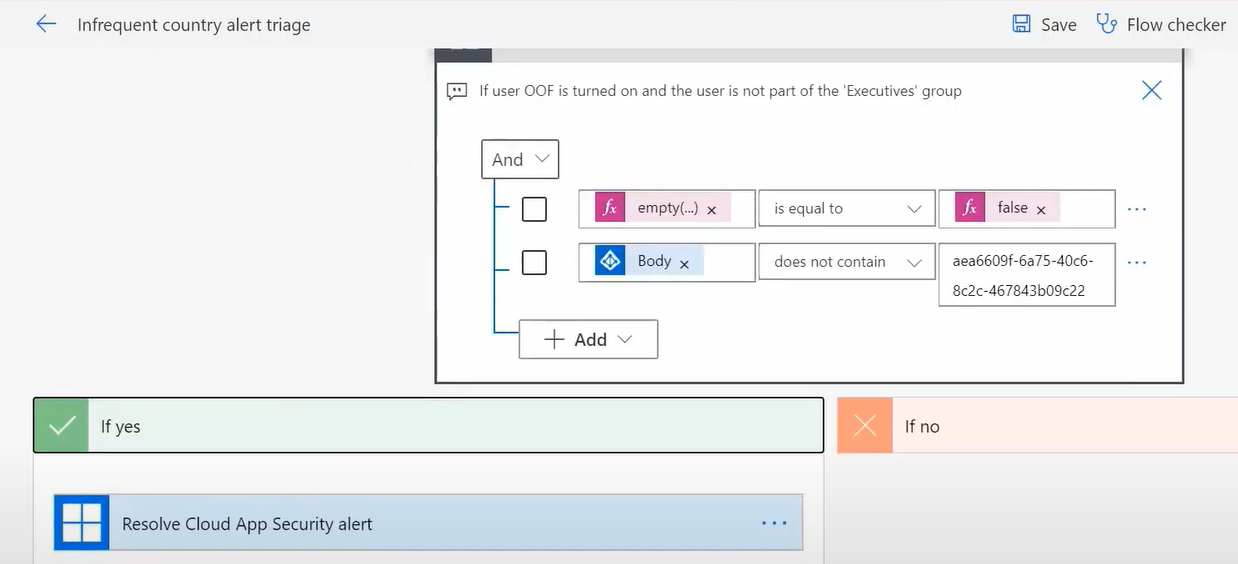 Infrequent country alert triage
Save
Flow checker
If user OOF is turned on and the user is not part of the 'Executives' group
And
fx empty(...) is equal to fx false
Body does not contain aea6609f-6a75-40c6-
8c2c-467843b09c22
Add
If yes
If no
Resolve Cloud App Security alert